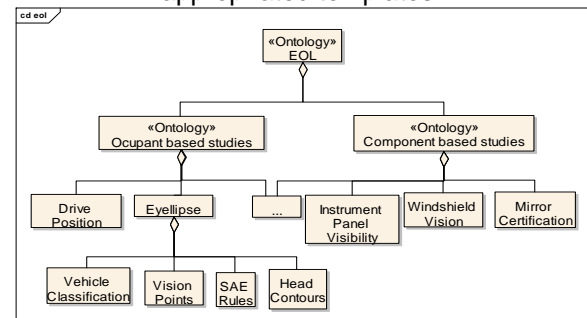 cd eol
«Ontology»
EOL
«Ontology»
Ocupant based studies
«Ontology»
Component based studies
Drive
Position
Eyellipse
...
Instrument
Panel
Visibility
Windshield
Vision
Mirror
Certification
Vehicle
Classification
Vision
Points
SAE
Rules
Head
Contours